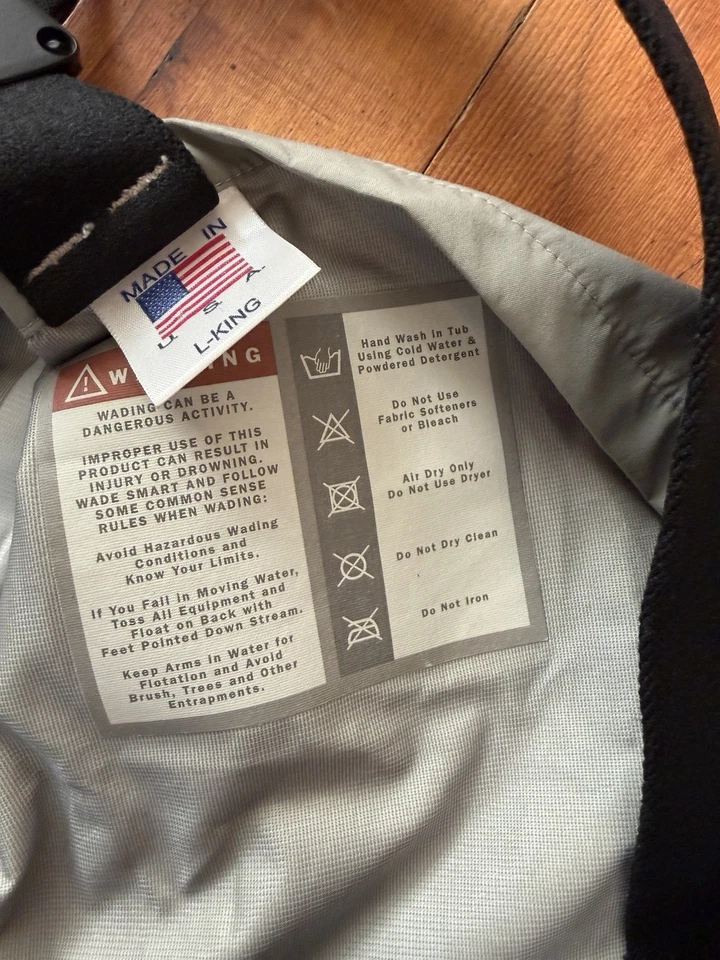 MADE IN
U. S. A.
L-KING
WADING CAN BE A
DANGEROUS ACTIVITY.
IMPROPER USE OF THIS
PRODUCT CAN RESULT IN
INJURY OR DROWNING.
WADE SMART AND FOLLOW
SOME COMMON SENSE
RULES WHEN WADING:
Avoid Hazardous Wading
Conditions and
Know Your Limits.
If You Fall in Moving Water,
Toss All Equipment and
Float on Back with
Feet Pointed Down Stream.
Keep Arms in Water for
Flotation and Avoid
Brush, Trees and Other
Entrapments.
Hand Wash in Tub
Using Cold Water &
Powdered Detergent
Do Not Use
Fabric Softeners
or Bleach
Air Dry Only
Do Not Use Dryer
Do Not Dry Clean
Do Not Iron